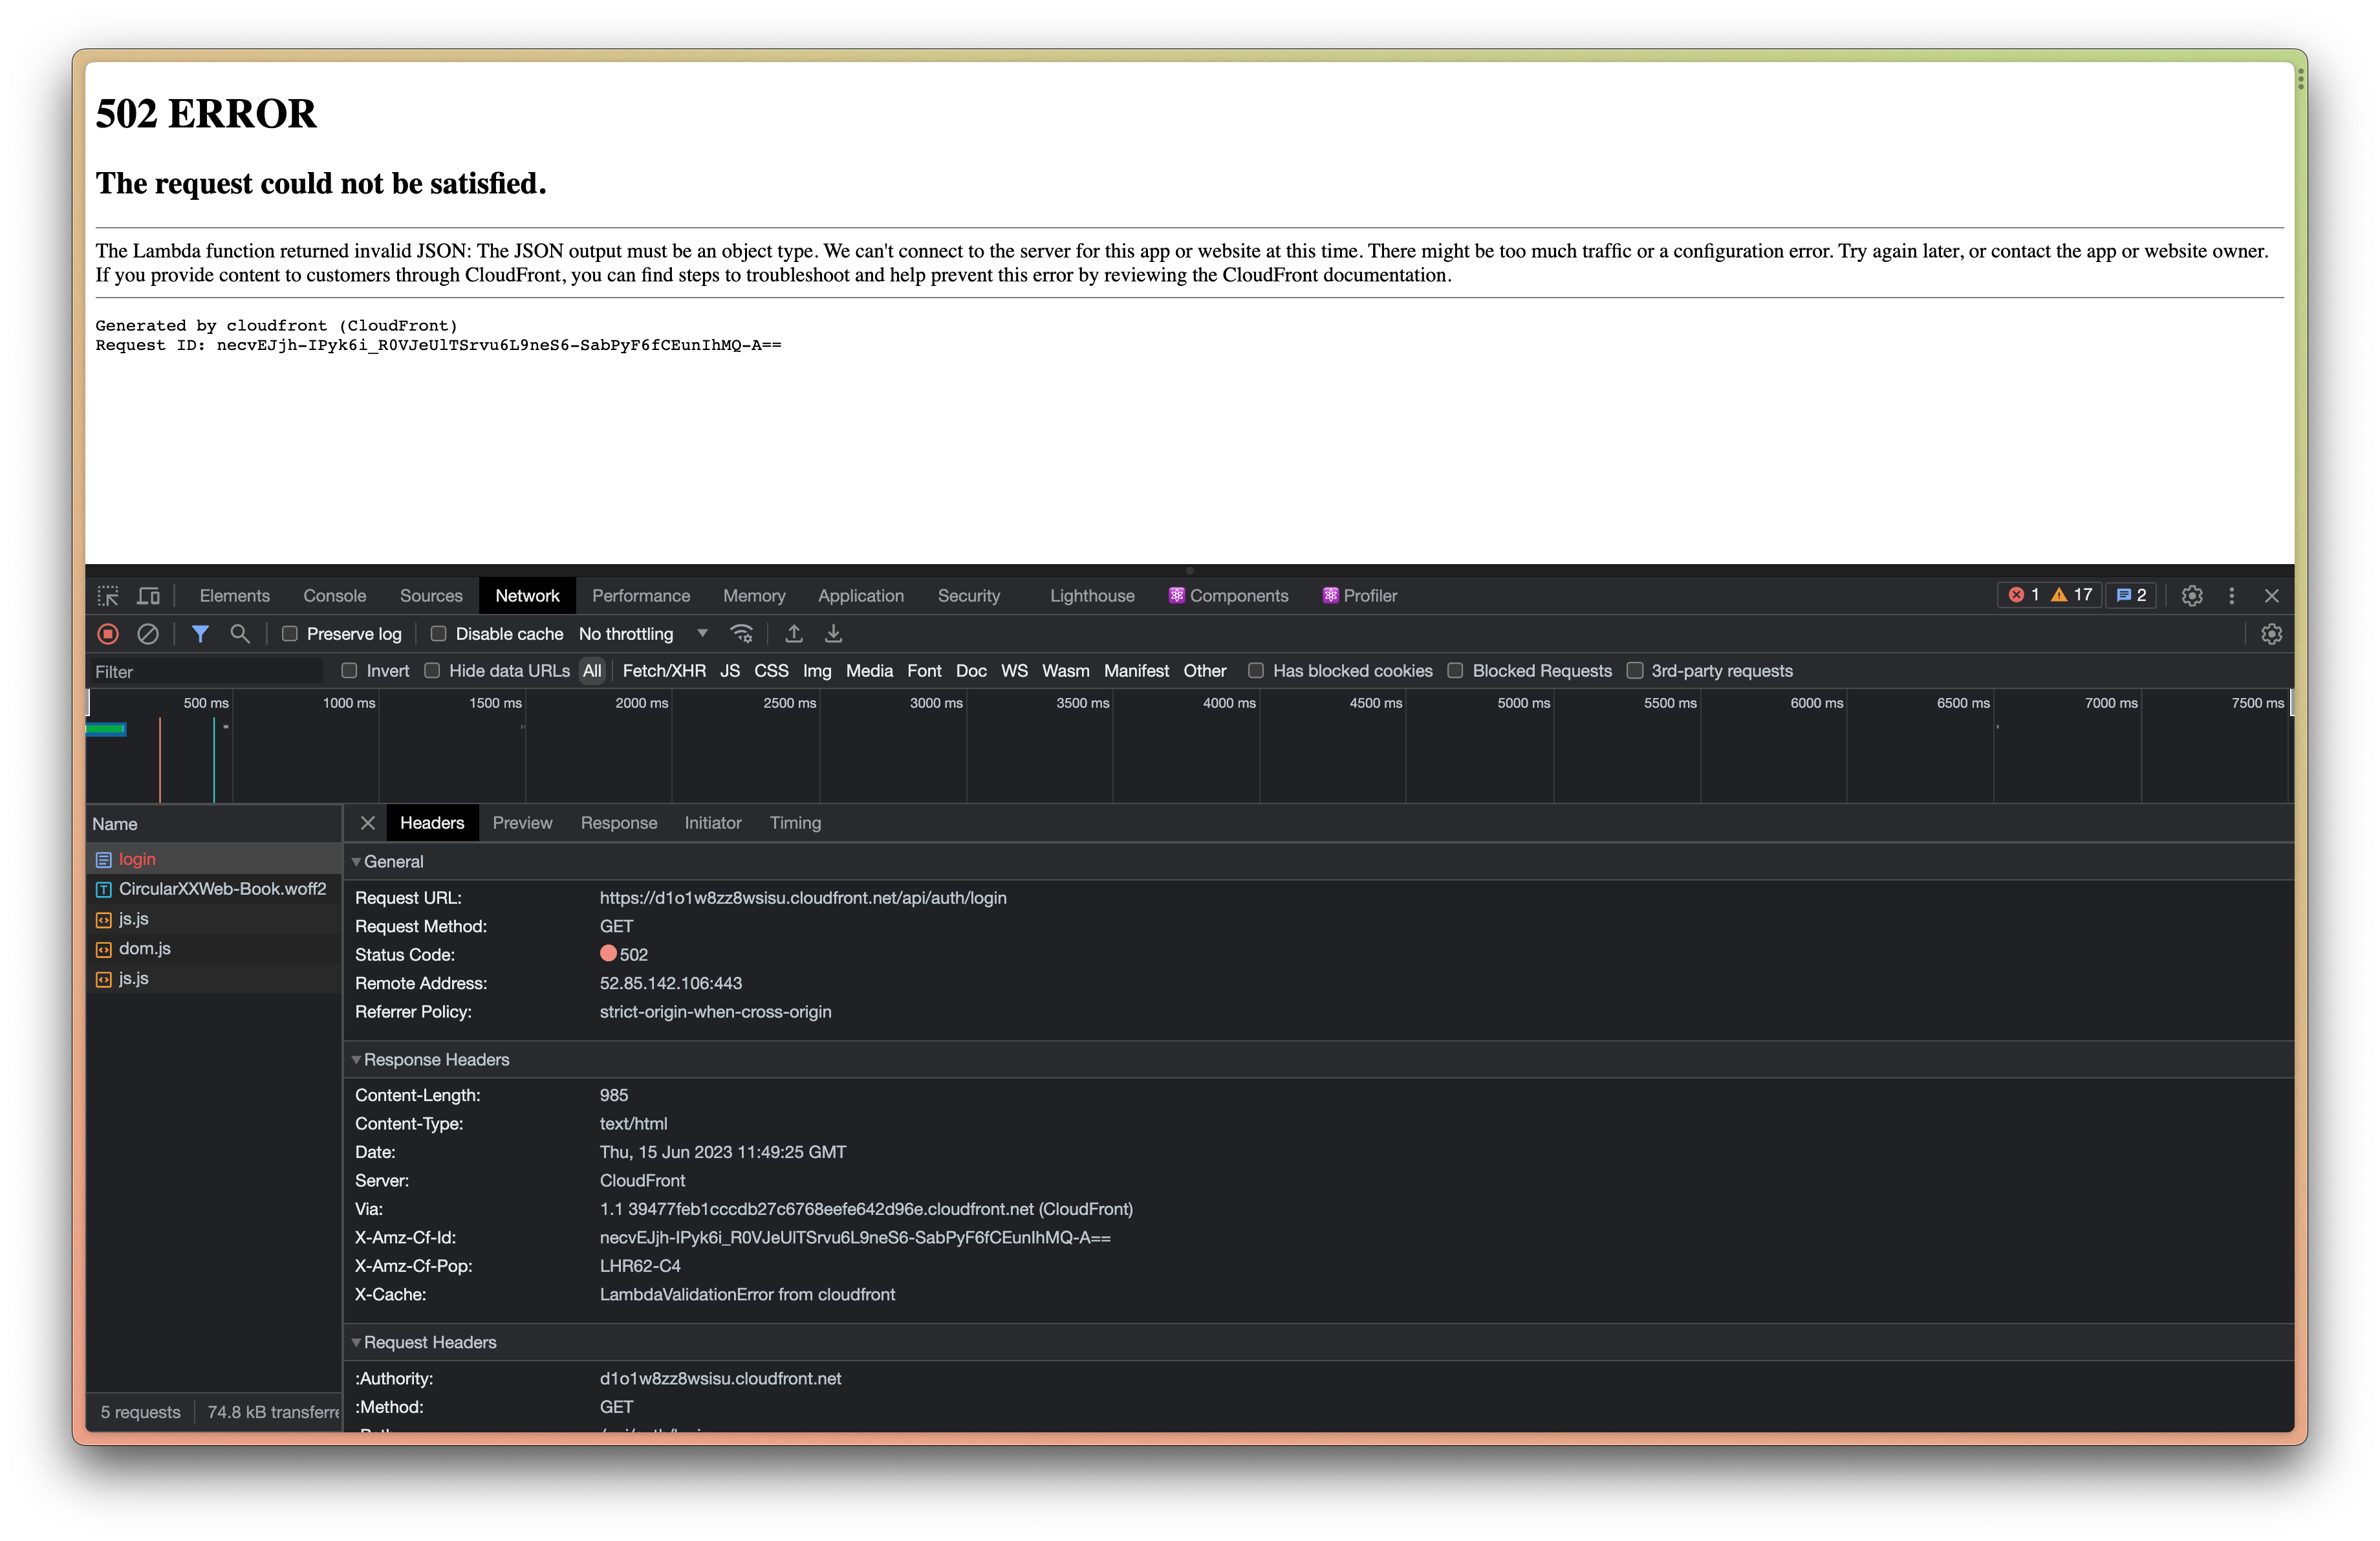 502 ERROR
The request could not be satisfied.
The Lambda function returned invalid JSON: The JSON output must be an object type. We can't connect to the server for this app or website at this time. There might be too much traffic or a configuration error. Try again later, or contact the app or website owner.
If you provide content to customers through CloudFront, you can find steps to troubleshoot and help prevent this error by reviewing the CloudFront documentation.
Generated by cloudfront (CloudFront)
Request ID: necvEJjh-IPyk6i_R0VJeUlTSrvu6L9neS6-SabPyF6fCEunIhMQ-A==
Elements Console Sources Network Performance Memory Application Security Lighthouse Components Profiler 1 17 2
Preserve log Disable cache No throttling
Filter Invert Hide data URLs All Fetch/XHR JS CSS Img Media Font Doc WS Wasm Manifest Other Has blocked cookies Blocked Requests 3rd-party requests
500 ms 1000 ms 1500 ms 2000 ms 2500 ms 3000 ms 3500 ms 4000 ms 4500 ms 5000 ms 5500 ms 6000 ms 6500 ms 7000 ms 7500 ms
Name
login
CircularXXWeb-Book.woff2
js.js
dom.js
js.js
5 requests 74.8 kB transferre
Headers Preview Response Initiator Timing
General
Request URL: https://d1o1w8zz8wsisu.cloudfront.net/api/auth/login
Request Method: GET
Status Code: 502
Remote Address: 52.85.142.106:443
Referrer Policy: strict-origin-when-cross-origin
Response Headers
Content-Length: 985
Content-Type: text/html
Date: Thu, 15 Jun 2023 11:49:25 GMT
Server: CloudFront
Via: 1.1 39477feb1cccdb27c6768eefe642d96e.cloudfront.net (CloudFront)
X-Amz-Cf-Id: necvEJjh-IPyk6i_R0VJeUlTSrvu6L9neS6-SabPyF6fCEunIhMQ-A==
X-Amz-Cf-Pop: LHR62-C4
X-Cache: LambdaValidationError from cloudfront
Request Headers
:Authority: d1o1w8zz8wsisu.cloudfront.net
:Method: GET